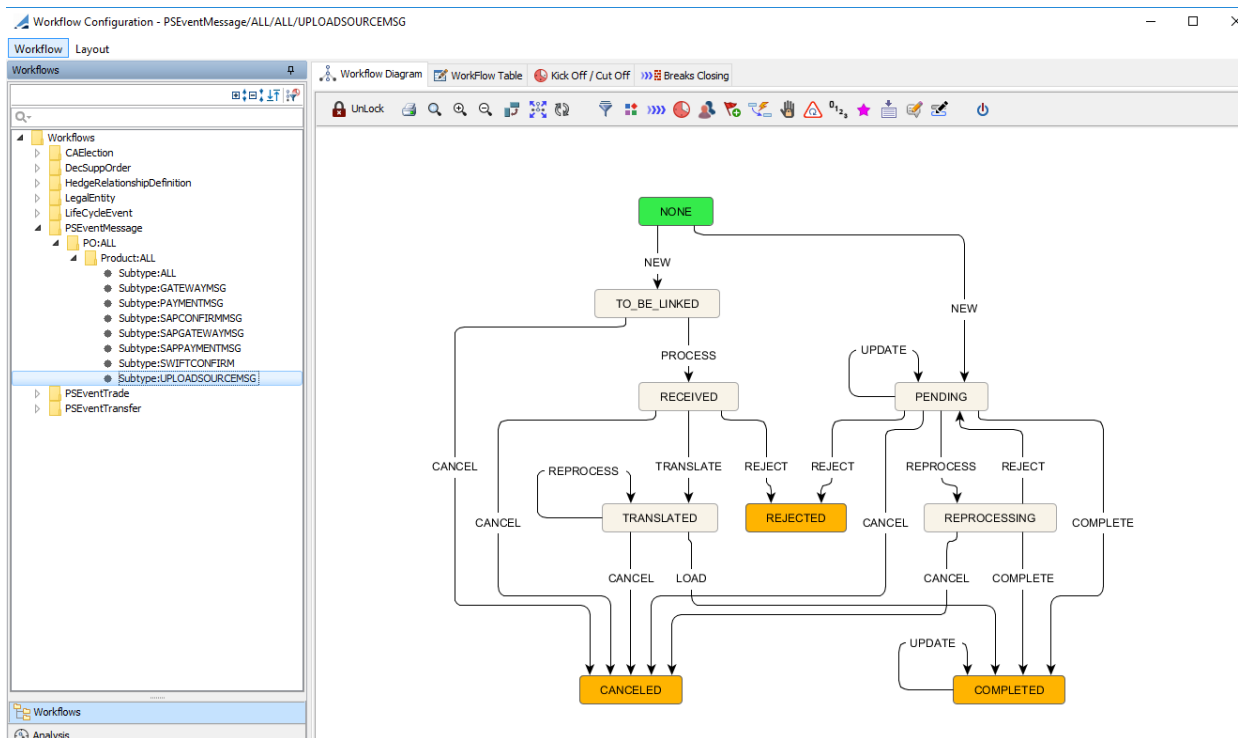 Workflow Configuration - PSEventMessage/ALL/ALL/UPLOADSOURCEMSG
Workflow Layout
Workflows
Workflows
CAElection
DecSuppOrder
HedgeRelationshipDefinition
LegalEntity
LifeCycleEvent
PSEventMessage
PO:ALL
Product:ALL
Subtype:ALL
Subtype:GATEWAYMSG
Subtype:PAYMENTMSG
Subtype:SAPCONFIRMMSG
Subtype:SAPGATEWAYMSG
Subtype:SAPPAYMENTMSG
Subtype:SWIFTCONFIRM
Subtype:UPLOADSOURCEMSG
PSEventTrade
PSEventTransfer
Workflows
Analysis
Workflow Diagram WorkFlow Table Kick Off / Cut Off Breaks Closing
UnLock
NONE
NEW
TO_BE_LINKED
NEW
PROCESS
UPDATE
RECEIVED
PENDING
CANCEL TRANSLATE REJECT REJECT REPROCESS REJECT
REPROCESS
TRANSLATED
REJECTED
REPROCESSING
CANCEL
CANCEL
COMPLETE
CANCEL LOAD CANCEL COMPLETE
UPDATE
CANCELED
COMPLETED